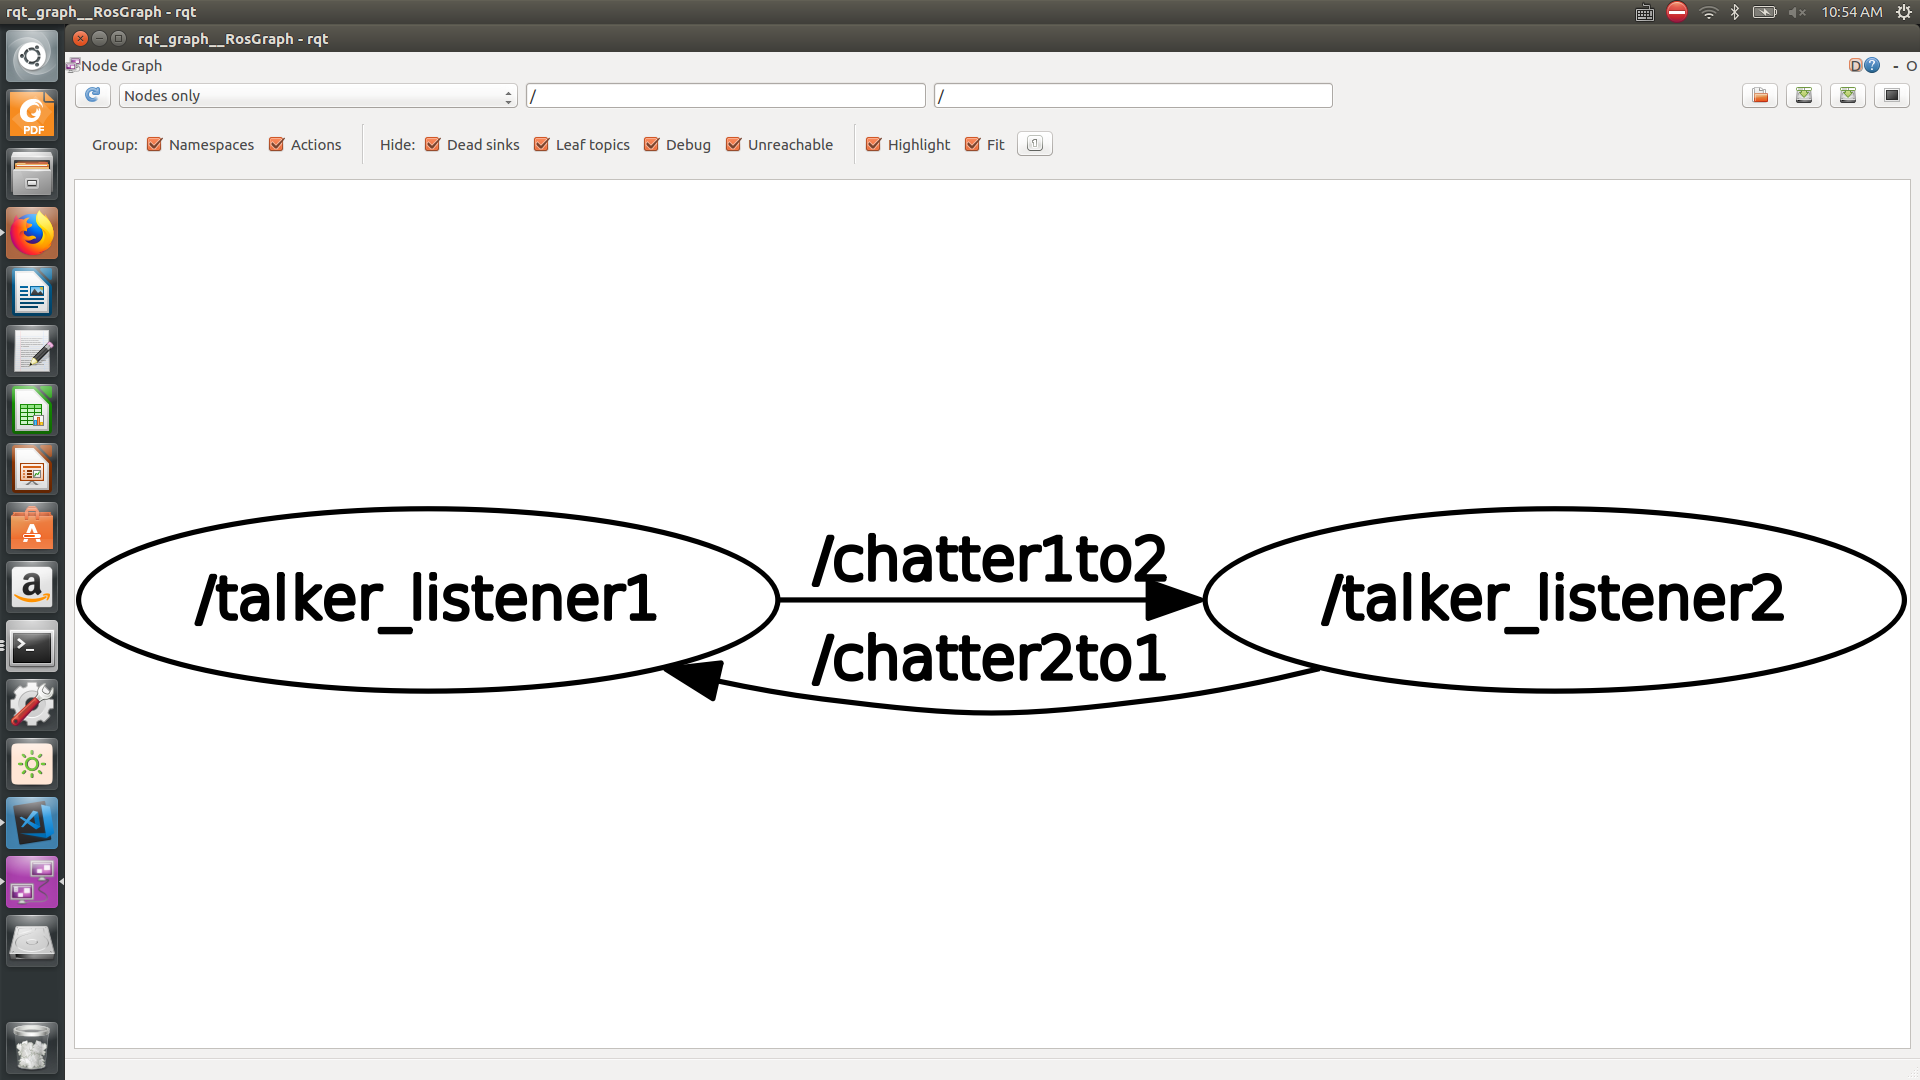 rqt_graph__RosGraph - rqt
10:54 AM
rqt_graph__RosGraph - rqt
Node Graph
D ? - O
Nodes only / /
Group: Namespaces Actions Hide: Dead sinks Leaf topics Debug Unreachable Highlight Fit
PDF
/chatter1to2
/talker_listener1 /talker_listener2
/chatter2to1